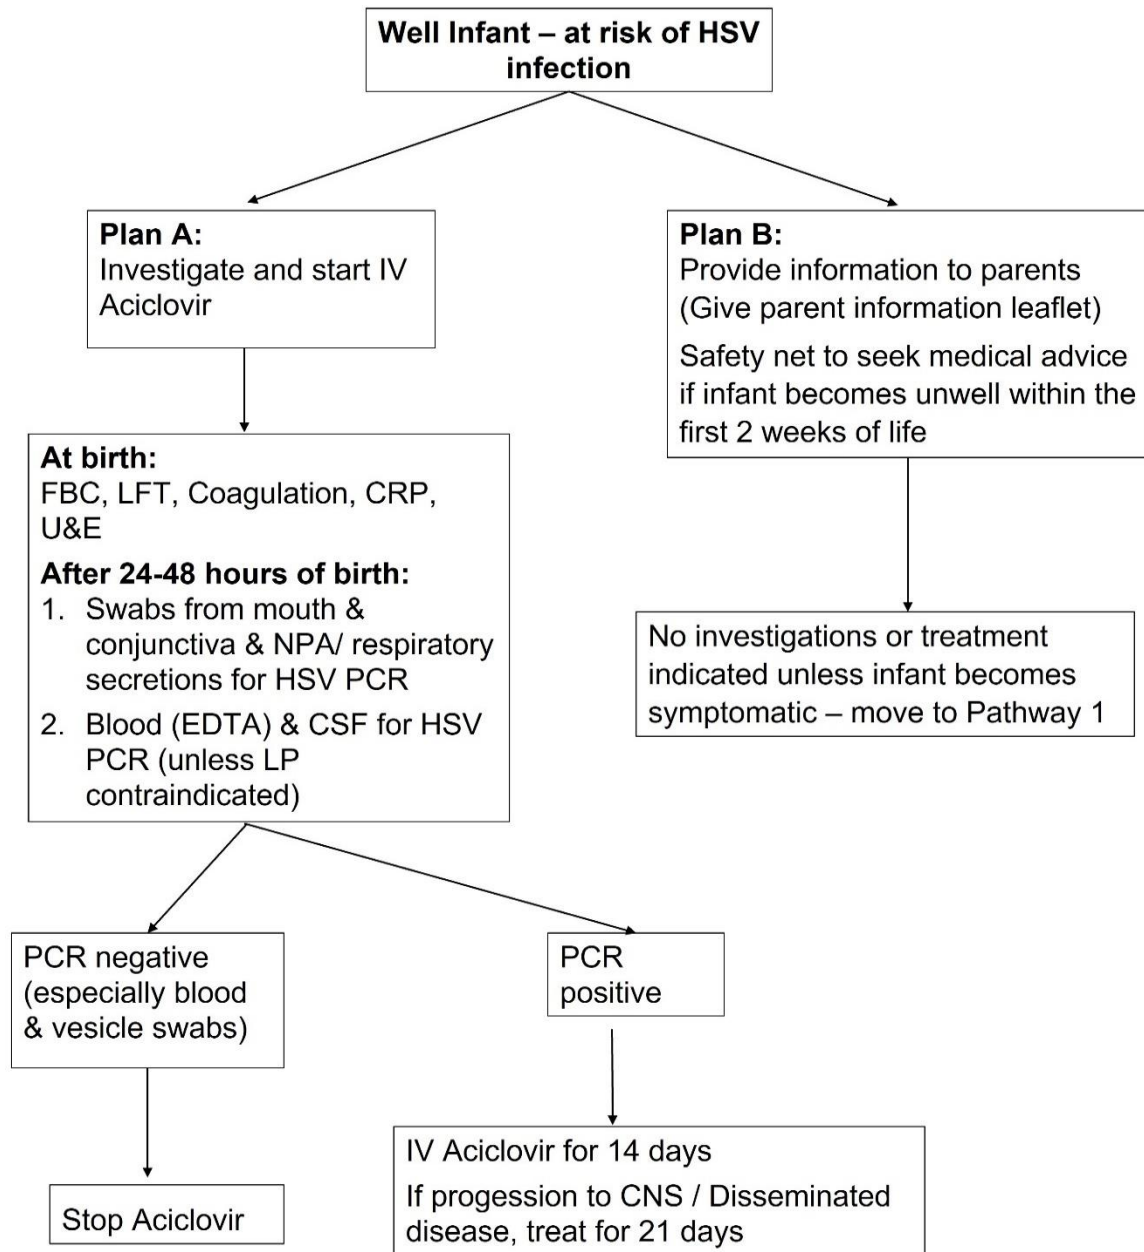 Well Infant – at risk of HSV
infection
Plan A:
Investigate and start IV
Aciclovir
Plan B:
Provide information to parents
(Give parent information leaflet)
Safety net to seek medical advice
if infant becomes unwell within the
first 2 weeks of life
At birth:
FBC, LFT, Coagulation, CRP,
U&E
After 24-48 hours of birth:
1. Swabs from mouth &
conjunctiva & NPA/ respiratory
secretions for HSV PCR
2. Blood (EDTA) & CSF for HSV
PCR (unless LP
contraindicated)
No investigations or treatment
indicated unless infant becomes
symptomatic – move to Pathway 1
PCR negative
(especially blood
& vesicle swabs)
PCR
positive
Stop Aciclovir
IV Aciclovir for 14 days
If progession to CNS / Disseminated
disease, treat for 21 days